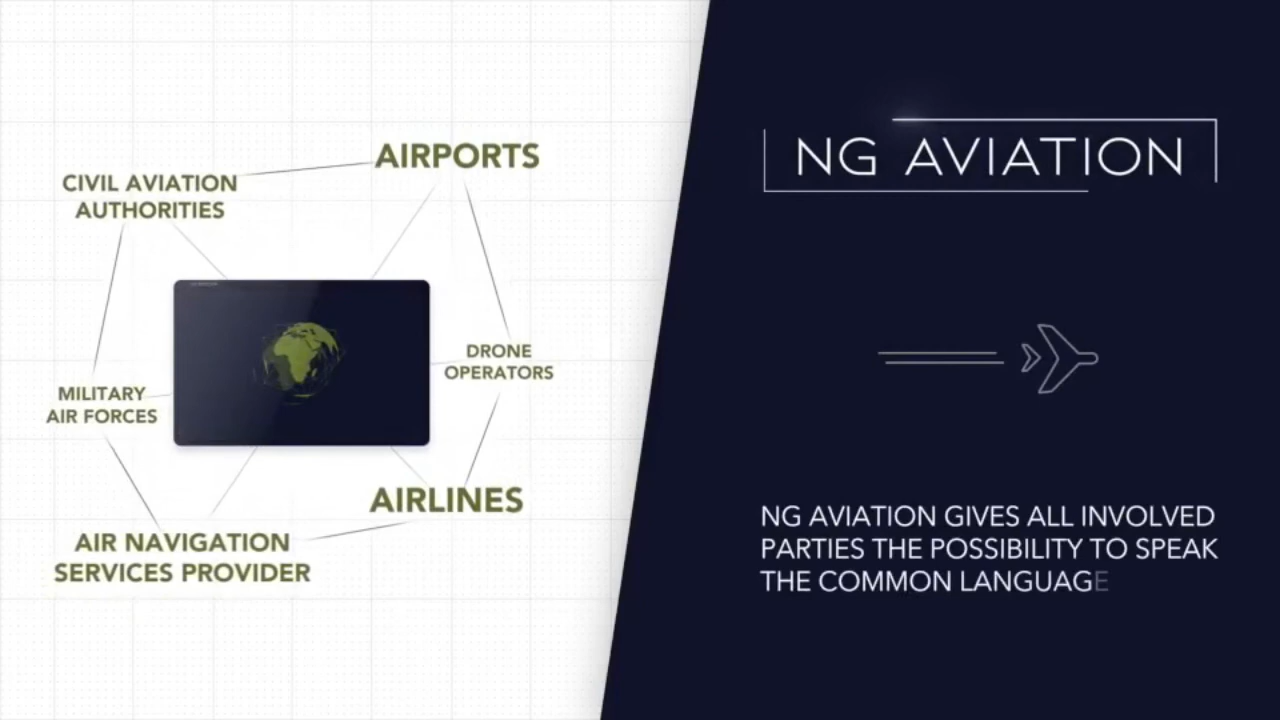 CIVIL AVIATION
AUTHORITIES
AIRPORTS
DRONE
OPERATORS
MILITARY
AIR FORCES
AIRLINES
AIR NAVIGATION
SERVICES PROVIDER
NG AVIATION
NG AVIATION GIVES ALL INVOLVED
PARTIES THE POSSIBILITY TO SPEAK
THE COMMON LANGUAGE